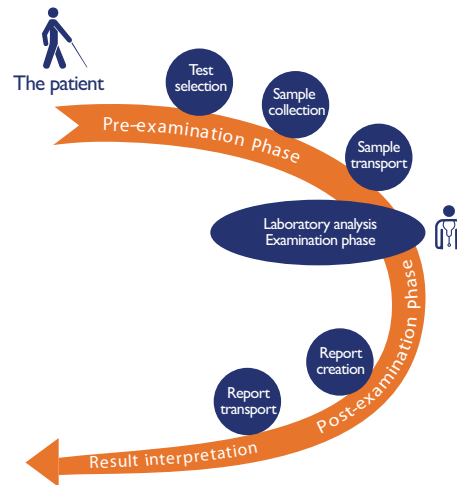 The patient
Test
selection
Sample
collection
Sample
transport
Pre-examination Phase
Laboratory analysis
Examination phase
Post-examination phase
Report
creation
Report
transport
Result interpretation